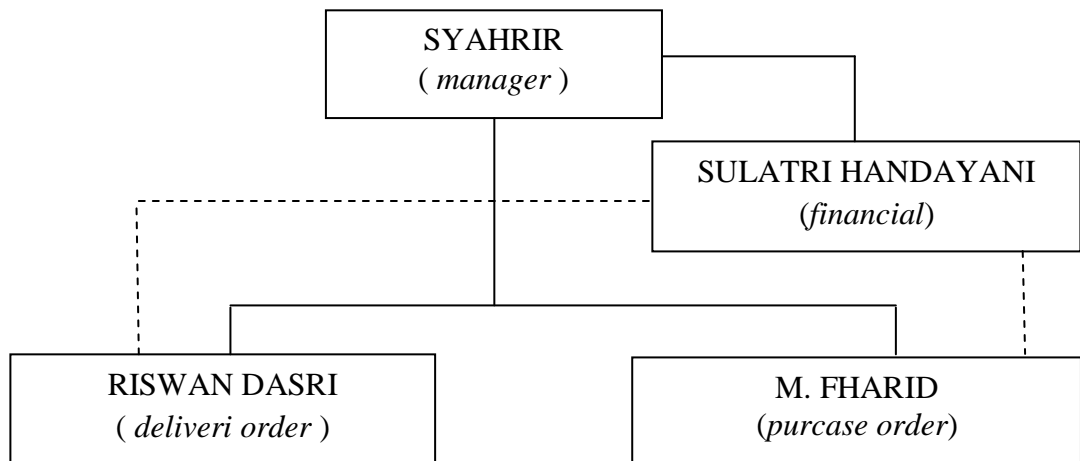 SYAHRIR
( manager )
SULATRI HANDAYANI
(financial)
RISWAN DASRI
( deliveri order )
M. FHARID
(purcase order)